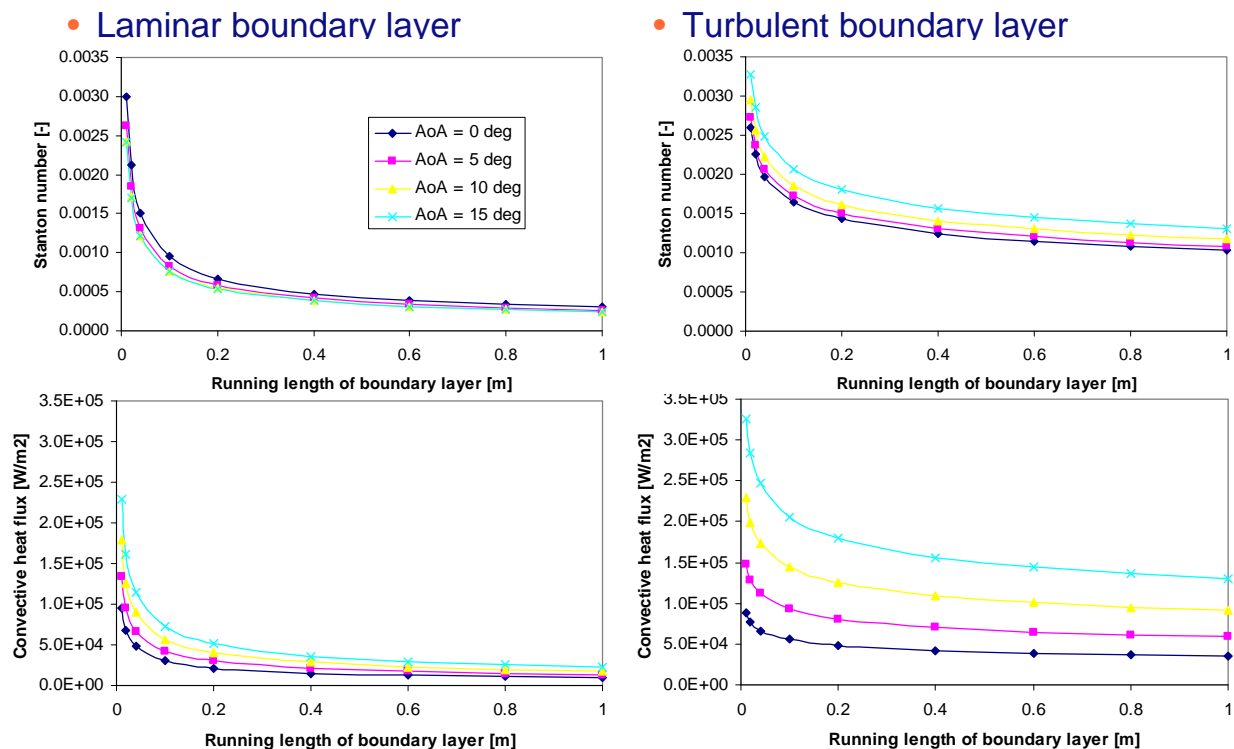 • Laminar boundary layer
0.0035
0.0030
0.0025
0.0020
0.0015
0.0010
0.0005
0.0000
Stanton number [-]
AoA = 0 deg
AoA = 5 deg
AoA = 10 deg
AoA = 15 deg
0 0.2 0.4 0.6 0.8 1
Running length of boundary layer [m]
• Turbulent boundary layer
0.0035
0.0030
0.0025
0.0020
0.0015
0.0010
0.0005
0.0000
Stanton number [-]
0 0.2 0.4 0.6 0.8 1
Running length of boundary layer [m]
3.5E+05
3.0E+05
2.5E+05
2.0E+05
1.5E+05
1.0E+05
5.0E+04
0.0E+00
Convective heat flux [W/m2]
0 0.2 0.4 0.6 0.8 1
Running length of boundary layer [m]
3.5E+05
3.0E+05
2.5E+05
2.0E+05
1.5E+05
1.0E+05
5.0E+04
0.0E+00
Convective heat flux [W/m2]
0 0.2 0.4 0.6 0.8 1
Running length of boundary layer [m]